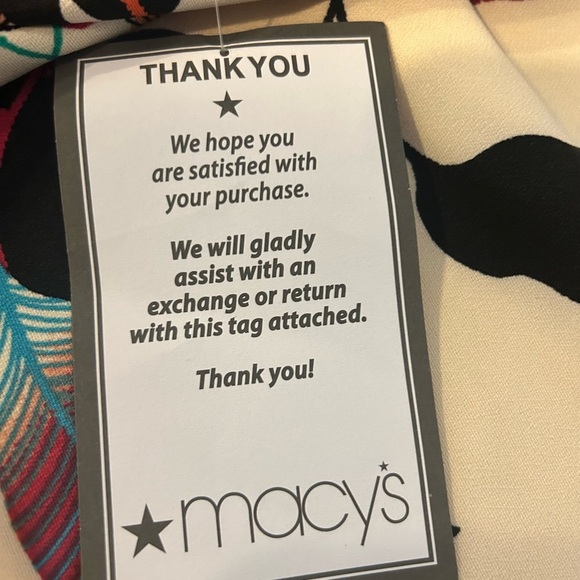 THANK YOU
We hope you
are satisfied with
your purchase.
We will gladly
assist with an
exchange or return
with this tag attached.
Thank you!
macy's